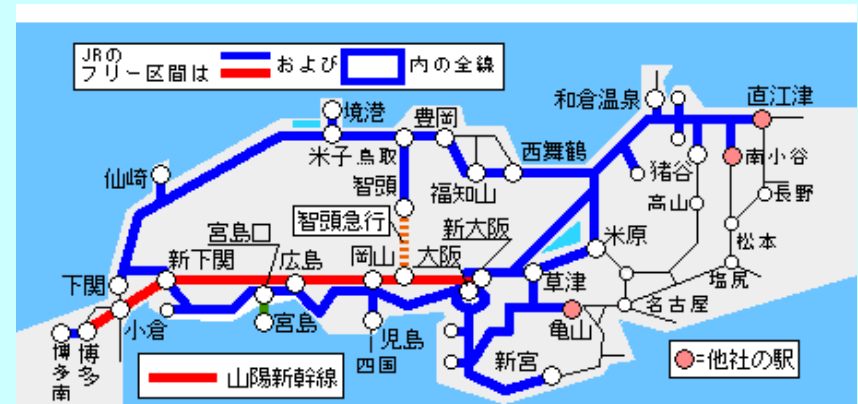 JRの
フリー区間は
および
内の全線
和倉温泉
直江津
境港
豊岡
米子
鳥取
西舞鶴
南小谷
猪谷
仙崎
智頭
福知山
長野
高山
智頭急行
新大阪
宮島口
米原
松本
岡山
大阪
新下関
広島
草津
塩尻
下関
名古屋
小倉
宮島
児島
亀山
博多南
博多
四国
新宮
山陽新幹線
=他社の駅